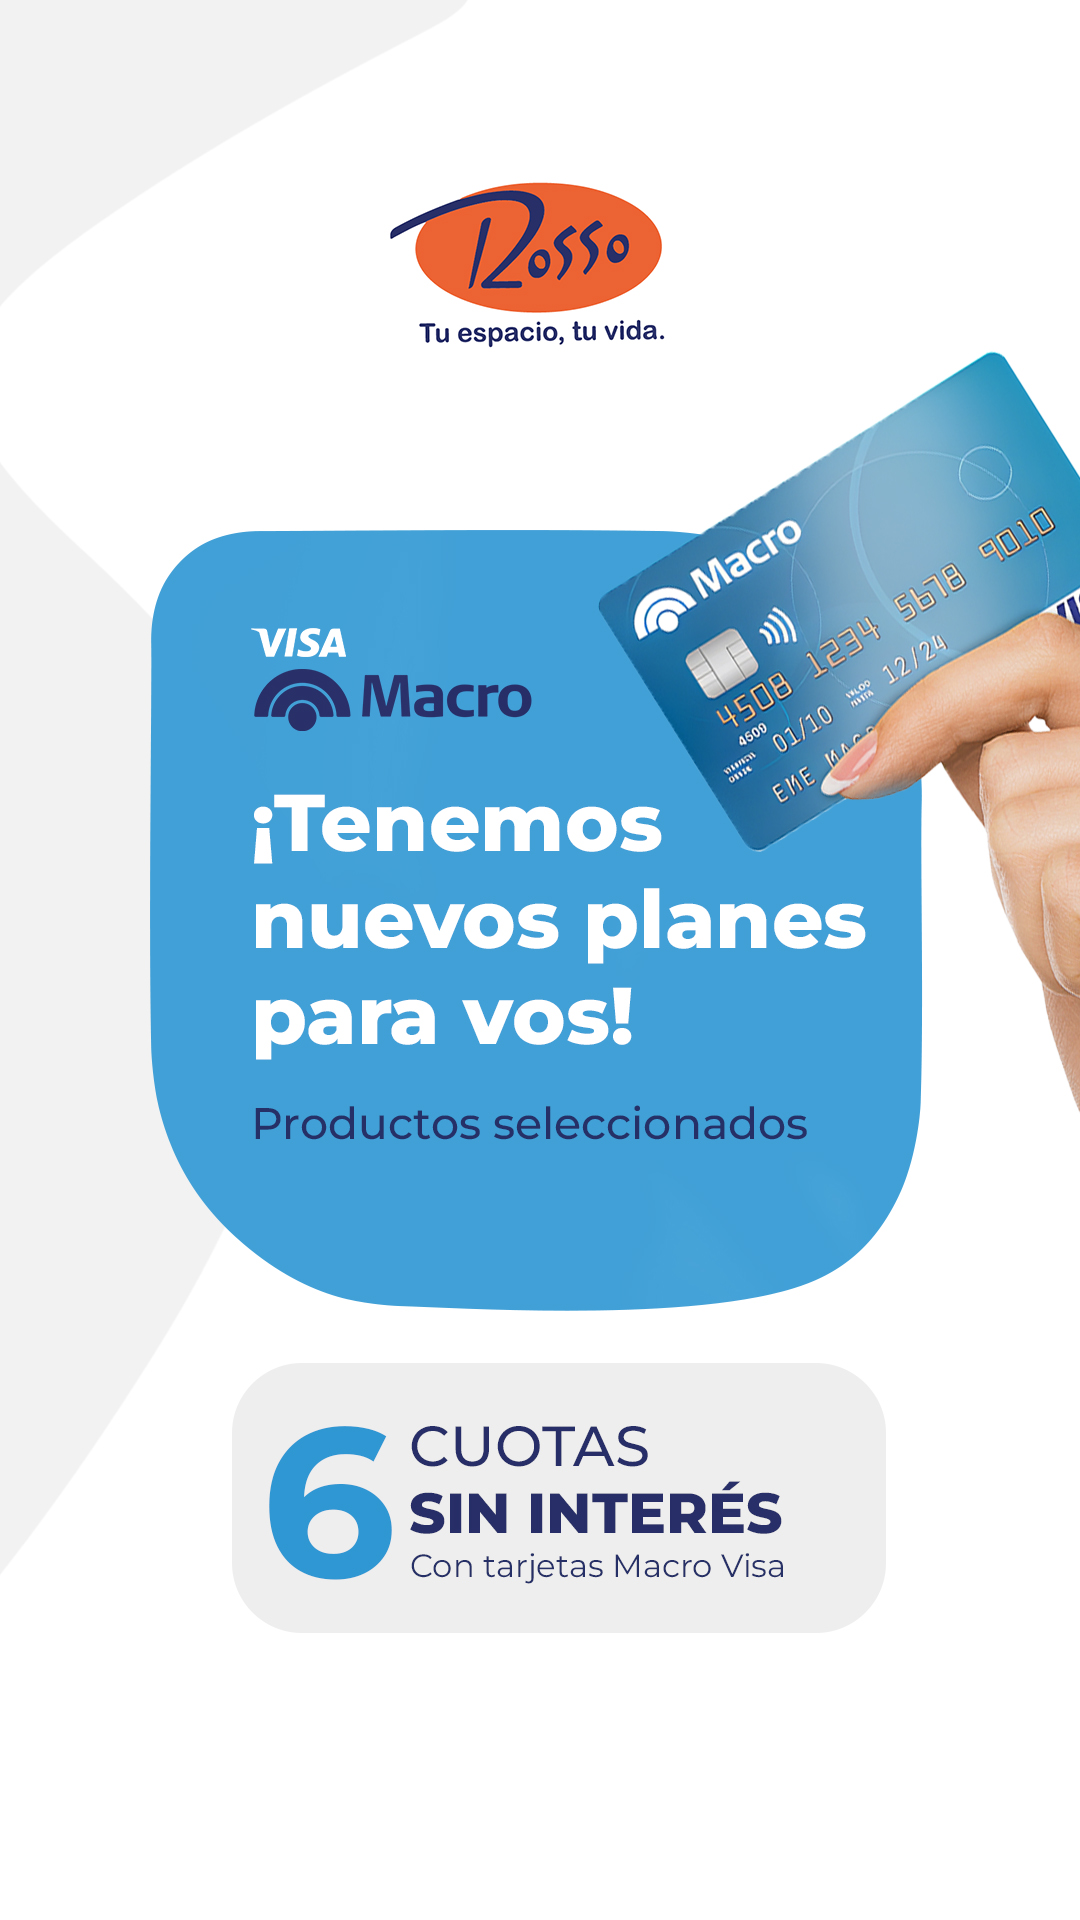 Rosso
Tu espacio, tu vida.
Macro
4508 1234 5678 9010
4509
01/10
12/24
VISA
Macro
¡Tenemos
nuevos planes
para vos!
Productos seleccionados
6 CUOTAS
SIN INTERÉS
Con tarjetas Macro Visa